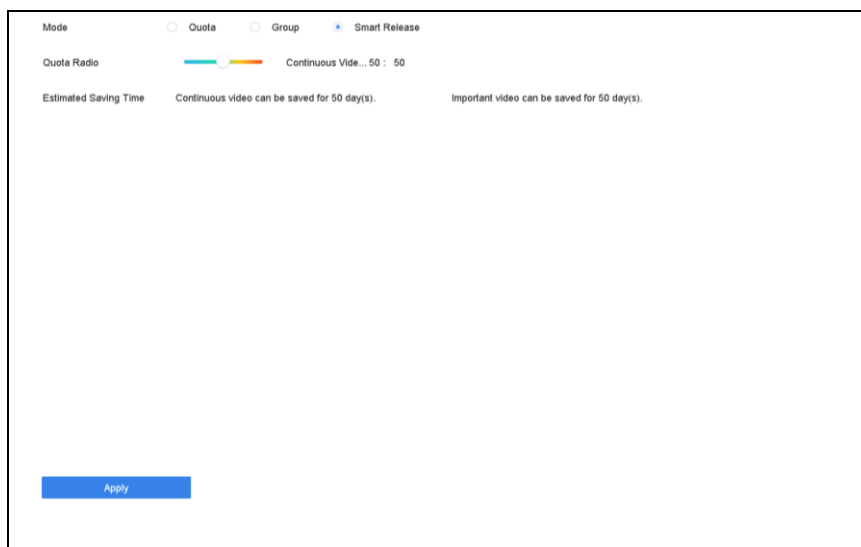 Mode Quota Group Smart Release
Quota Radio Continuous Vide... 50 : 50
Estimated Saving Time Continuous video can be saved for 50 day(s). Important video can be saved for 50 day(s).
Apply